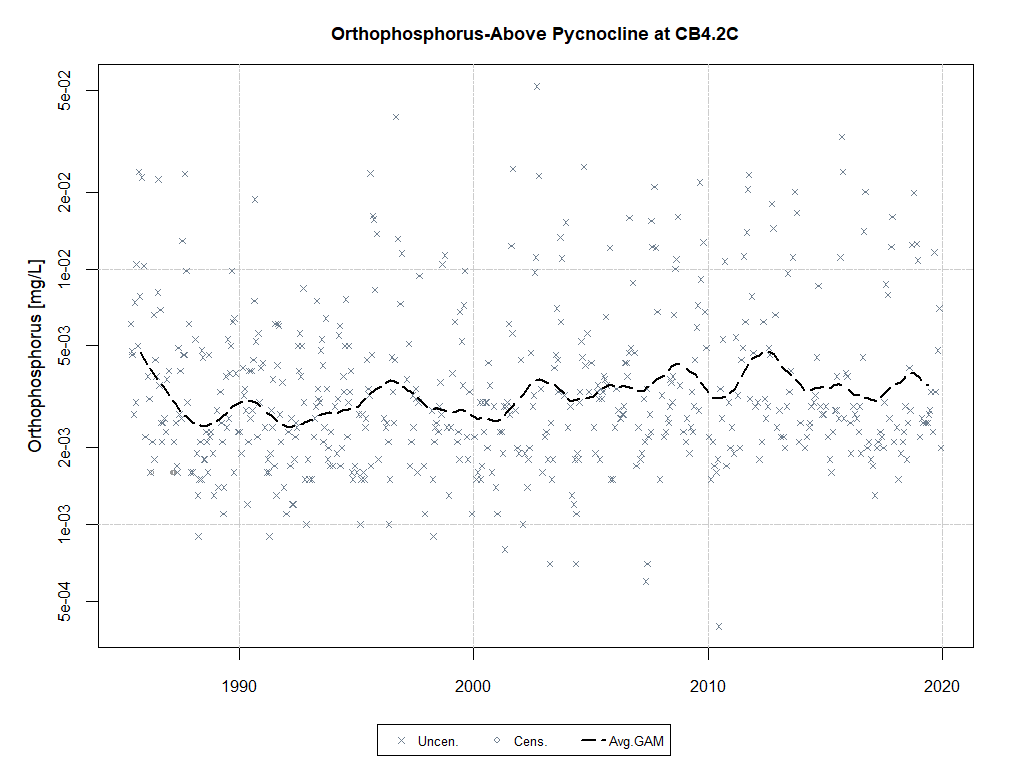 Orthophosphorus-Above Pycnocline at CB4.2C
Orthophosphorus [mg/L]
5e-02
2e-02
1e-02
5e-03
2e-03
1e-03
5e-04
1990 2000 2010 2020
Uncen. Cens. Avg.GAM